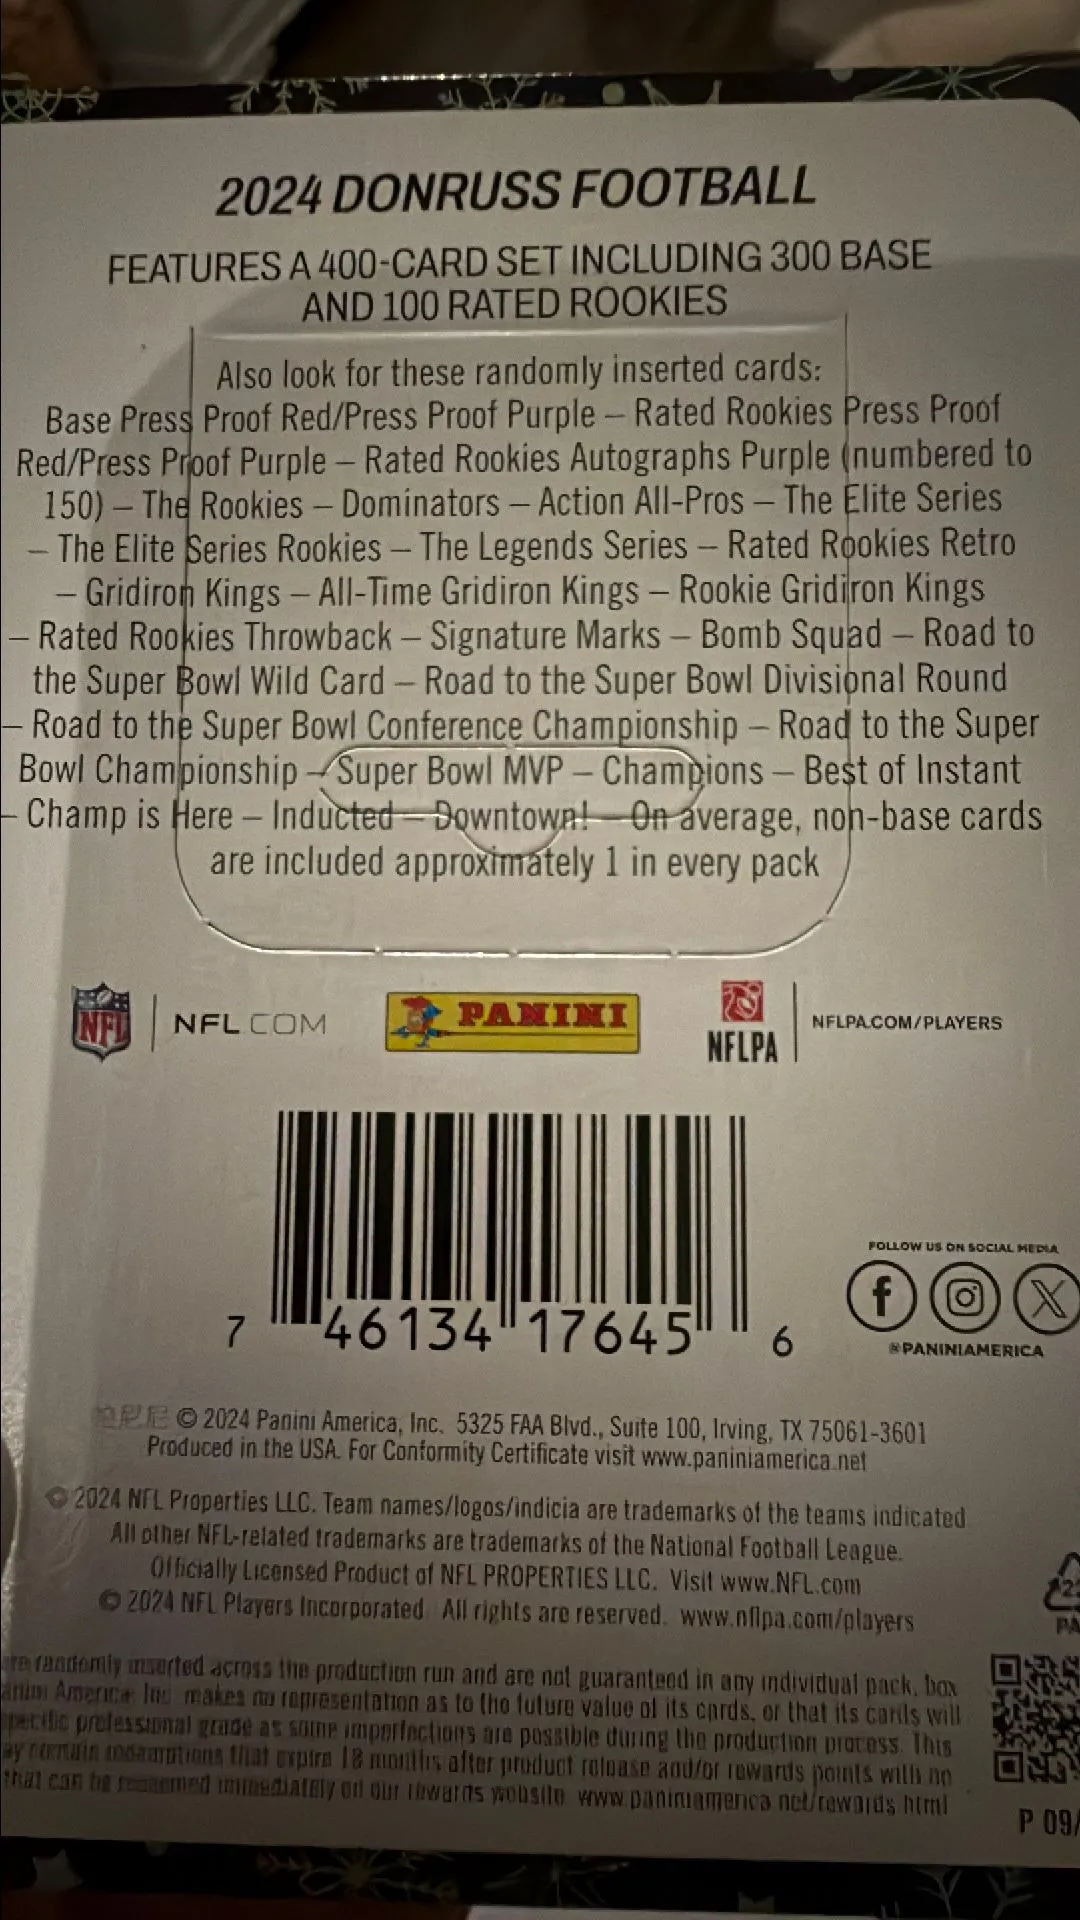 2024 DONRUSS FOOTBALL
FEATURES A 400-CARD SET INCLUDING 300 BASE
AND 100 RATED ROOKIES
Also look for these randomly inserted cards:
Base Press Proof Red/Press Proof Purple – Rated Rookies Press Proof
Red/Press Proof Purple – Rated Rookies Autographs Purple (numbered to
150) – The Rookies – Dominators – Action All-Pros – The Elite Series
– The Elite Series Rookies – The Legends Series – Rated Rookies Retro
– Gridiron Kings – All-Time Gridiron Kings – Rookie Gridiron Kings
– Rated Rookies Throwback – Signature Marks – Bomb Squad – Road to
the Super Bowl Wild Card – Road to the Super Bowl Divisional Round
– Road to the Super Bowl Conference Championship – Road to the Super
Bowl Championship – Super Bowl MVP – Champions – Best of Instant
– Champ is Here – Inducted – Downtown! – On average, non-base cards
are included approximately 1 in every pack
NFL | NFL.COM
PANINI
NFLPA | NFLPA.COM/PLAYERS
7 46134 17645 6
FOLLOW US ON SOCIAL MEDIA
@PANINIAMERICA
© 2024 Panini America, Inc. 5325 FAA Blvd., Suite 100, Irving, TX 75061-3601
Produced in the USA. For Conformity Certificate visit www.paniniamerica.net
© 2024 NFL Properties LLC. Team names/logos/indicia are trademarks of the teams indicated.
All other NFL-related trademarks are trademarks of the National Football League.
Officially Licensed Product of NFL PROPERTIES LLC. Visit www.NFL.com
© 2024 NFL Players Incorporated. All rights are reserved. www.nflpa.com/players
are randomly inserted across the production run and are not guaranteed in any individual pack, box
America Inc makes no representation as to the future value of its cards, or that its cards will
specific professional grade as some imperfections are possible during the production process. This
redemptions that expire 18 months after product release and/or rewards points with no
that can be redeemed immediately on our rewards website www.paniniamerica.net/rewards.html
P 09/